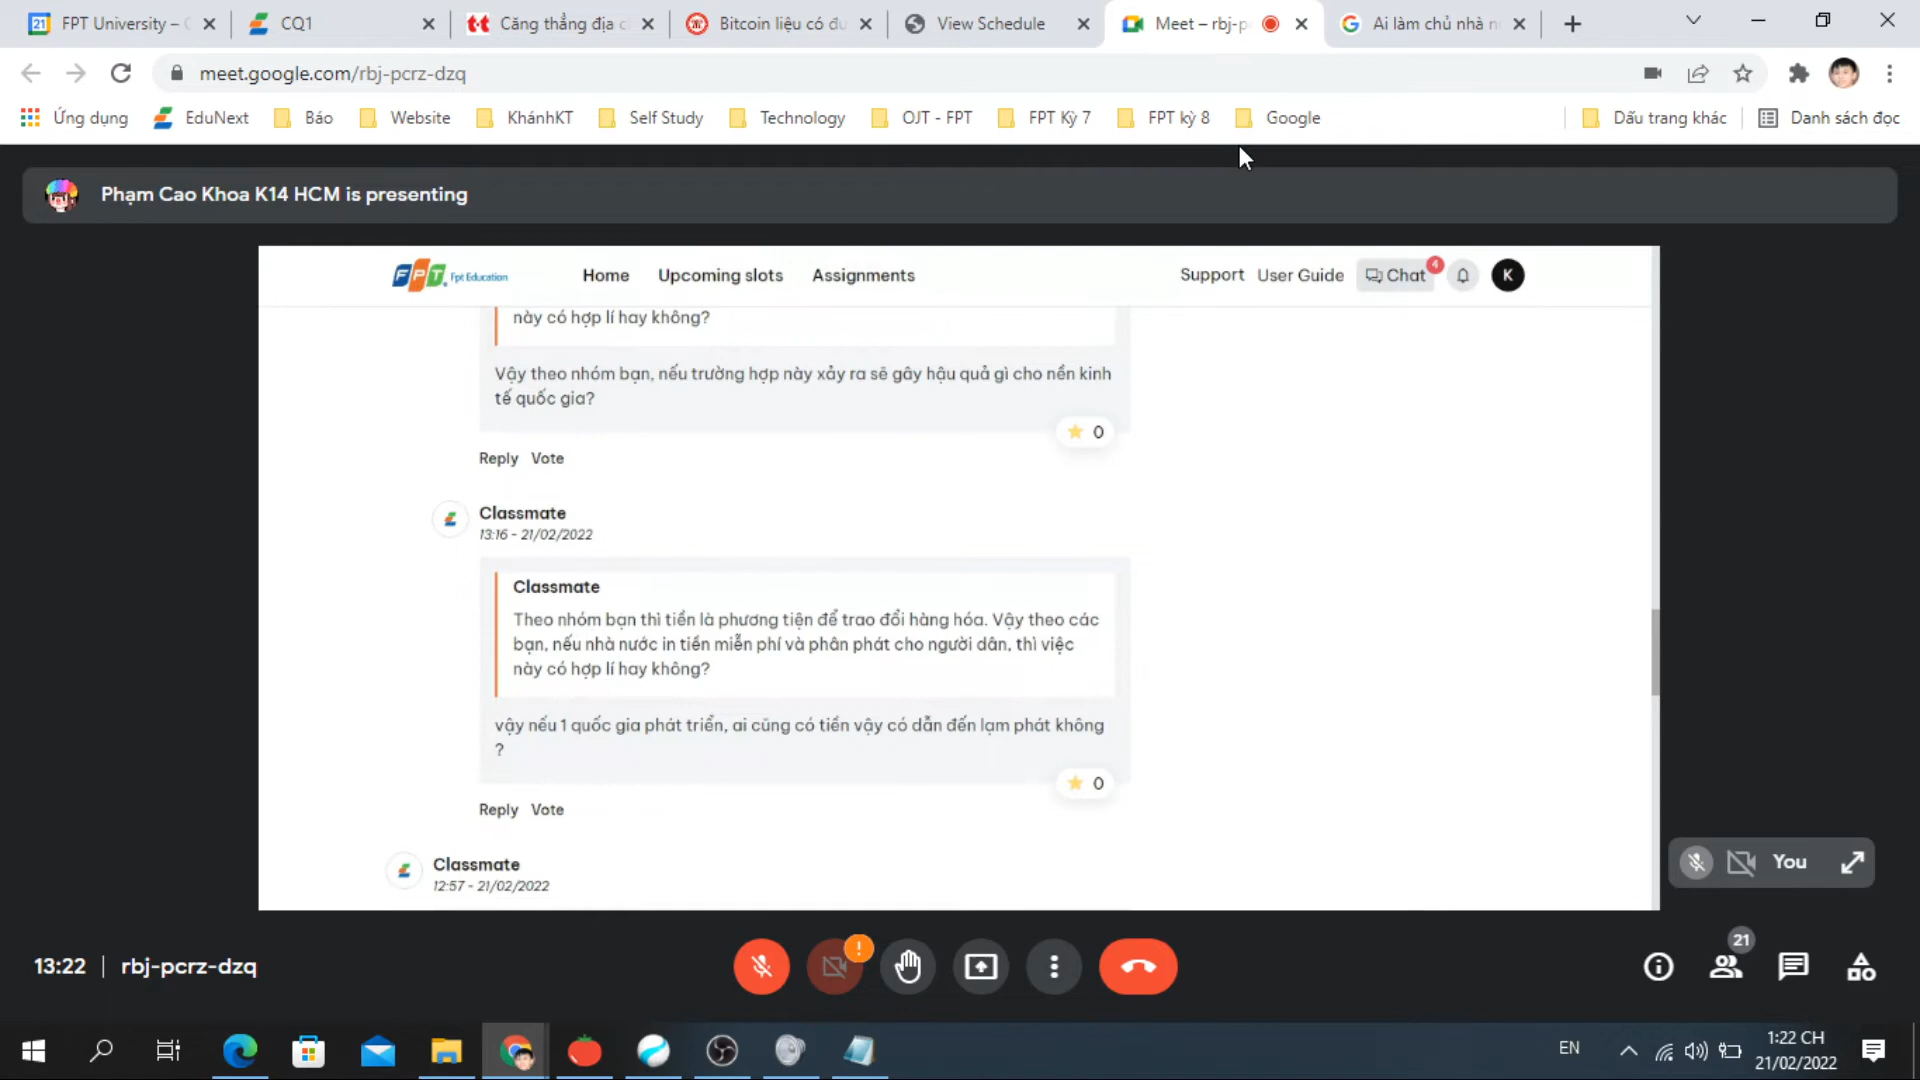 FPT University – C
CQ1
Căng thẳng địa c
Bitcoin liệu có đu
View Schedule
Meet – rbj-pc
Ai làm chủ nhà n
meet.google.com/rbj-pcrz-dzq
Ứng dụng
EduNext
Báo
Website
KhánhKT
Self Study
Technology
OJT - FPT
FPT Kỳ 7
FPT kỳ 8
Google
Dấu trang khác
Danh sách đọc
Phạm Cao Khoa K14 HCM is presenting
FPT. Fpt Education
Home
Upcoming slots
Assignments
Support
User Guide
Chat
4
K
này có hợp lí hay không?
Vậy theo nhóm bạn, nếu trường hợp này xảy ra sẽ gây hậu quả gì cho nền kinh
tế quốc gia?
0
Reply Vote
Classmate
13:16 - 21/02/2022
Classmate
Theo nhóm bạn thì tiền là phương tiện để trao đổi hàng hóa. Vậy theo các
bạn, nếu nhà nước in tiền miễn phí và phân phát cho người dân, thì việc
này có hợp lí hay không?
vậy nếu 1 quốc gia phát triển, ai cũng có tiền vậy có dẫn đến lạm phát không
?
0
Reply Vote
Classmate
12:57 - 21/02/2022
You
13:22 | rbj-pcrz-dzq
21
EN
1:22 CH
21/02/2022